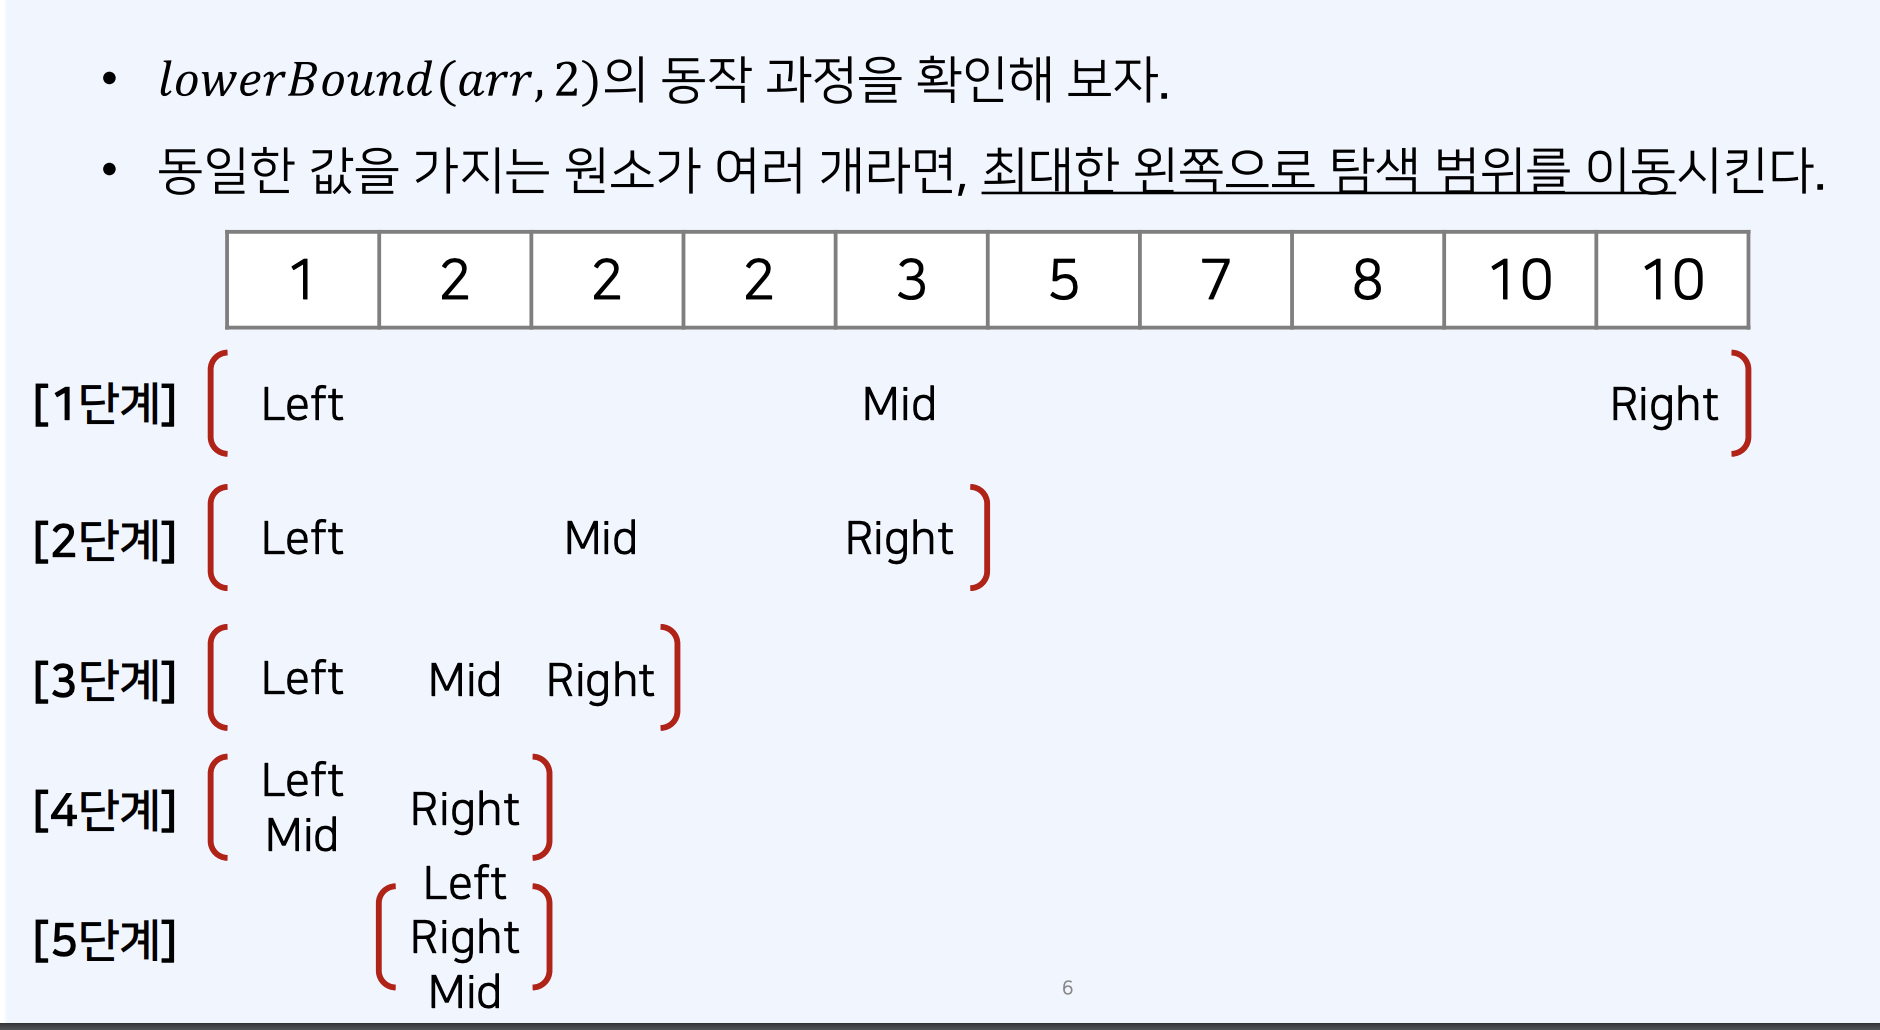 • lowerBound(arr, 2)의 동작 과정을 확인해 보자.
• 동일한 값을 가지는 원소가 여러 개라면, 최대한 왼쪽으로 탐색 범위를 이동시킨다.
1 2 2 2 3 5 7 8 10 10
[1단계] Left Mid Right
[2단계] Left Mid Right
[3단계] Left Mid Right
[4단계] Left Mid Right
[5단계] Left Right Mid
6